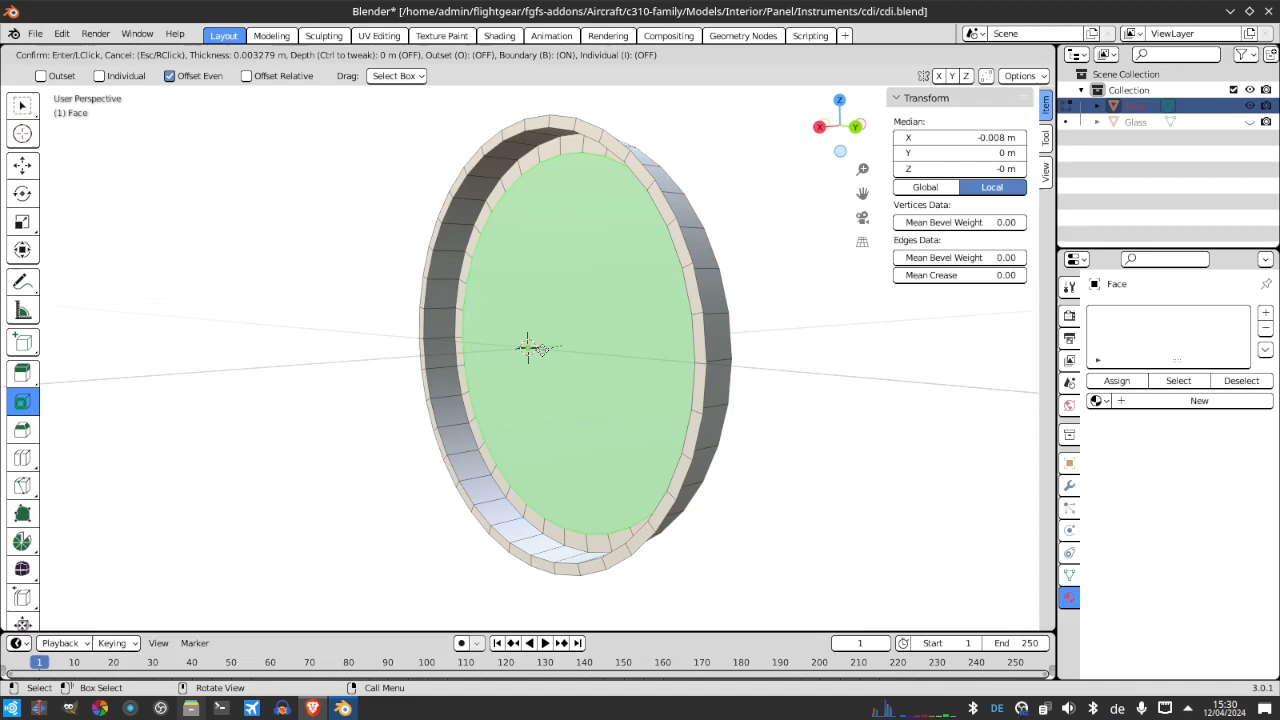 Blender* [/home/admin/flightgear/fgfs-addons/Aircraft/c310-family/Models/Interior/Panel/Instruments/cdi/cdi.blend]
File Edit Render Window Help Layout Modeling Sculpting UV Editing Texture Paint Shading Animation Rendering Compositing Geometry Nodes Scripting + Scene ViewLayer
Confirm: Enter/LClick, Cancel: (Esc/RClick), Thickness: 0.003279 m, Depth (Ctrl to tweak): 0 m (OFF), Outset (O): (OFF), Boundary (B): (ON), Individual (I): (OFF)
Outset Individual Offset Even Offset Relative Drag: Select Box X Y Z Options
User Perspective
(1) Face
Z
X
Y
Transform
Median:
X -0.008 m
Y 0 m
Z -0 m
Global Local
Vertices Data:
Mean Bevel Weight 0.00
Edges Data:
Mean Bevel Weight 0.00
Mean Crease 0.00
Item
Tool
View
Scene Collection
Collection
Glass
Face
Assign Select Deselect
New
Playback Keying View Marker 1 Start 1 End 250
1 10 20 30 40 50 60 70 80 90 100 110 120 130 140 150 160 170 180 190 200 210 220 230 240 250
Select Box Select Rotate View Call Menu 3.0.1
DE de 15:30
12/04/2024